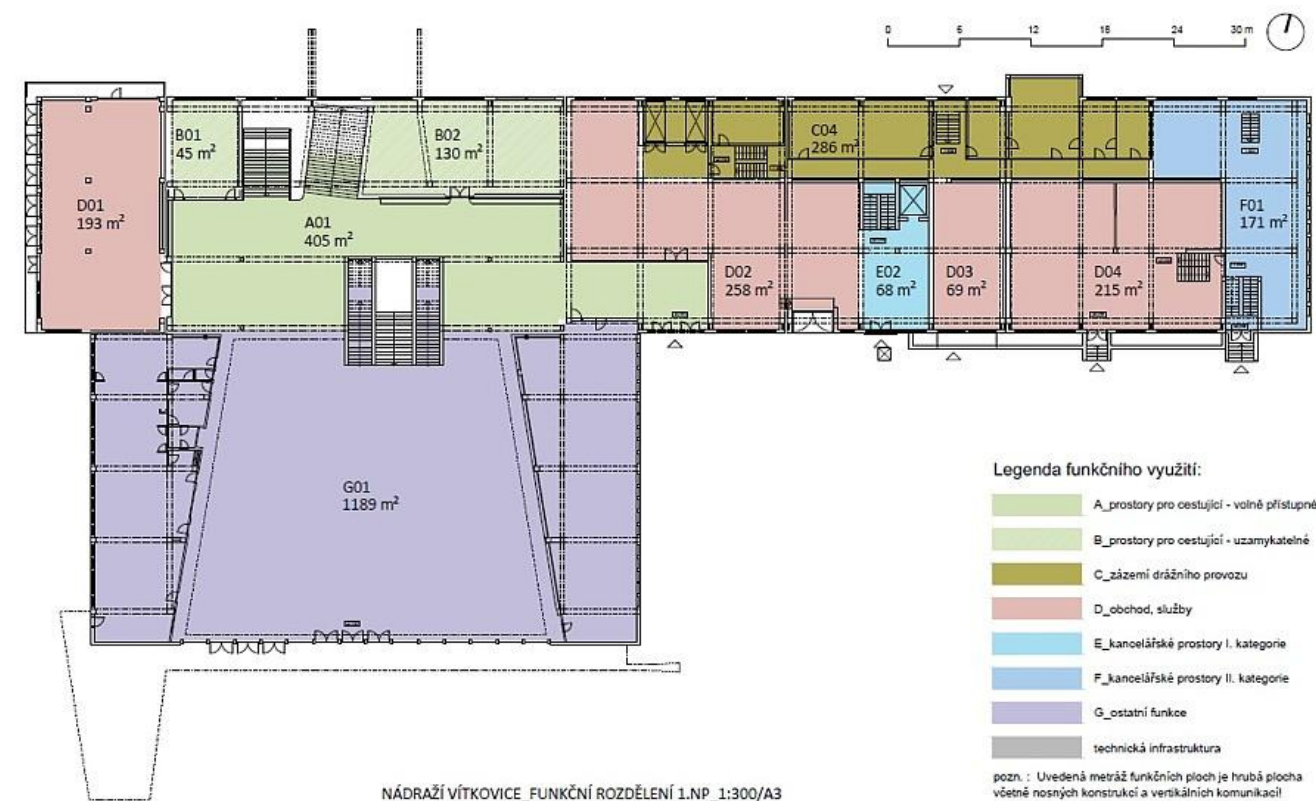 0 6 12 18 24 30 m
B01
45 m²
B02
130 m²
C04
286 m²
D01
193 m²
A01
405 m²
F01
171 m²
D02
258 m²
E02
68 m²
D03
69 m²
D04
215 m²
G01
1189 m²
Legenda funkčního využití:
A_prostory pro cestující - volně přístupné
B_prostory pro cestující - uzamykatelné
C_zázemí drážního provozu
D_obchod, služby
E_kancelářské prostory I. kategorie
F_kancelářské prostory II. kategorie
G_ostatní funkce
technická infrastruktura
pozn. : Uvedená metráž funkčních ploch je hrubá plocha
včetně nosných konstrukcí a vertikálních komunikací!
NÁDRAŽÍ VÍTKOVICE_FUNKČNÍ ROZDĚLENÍ 1.NP_1:300/A3